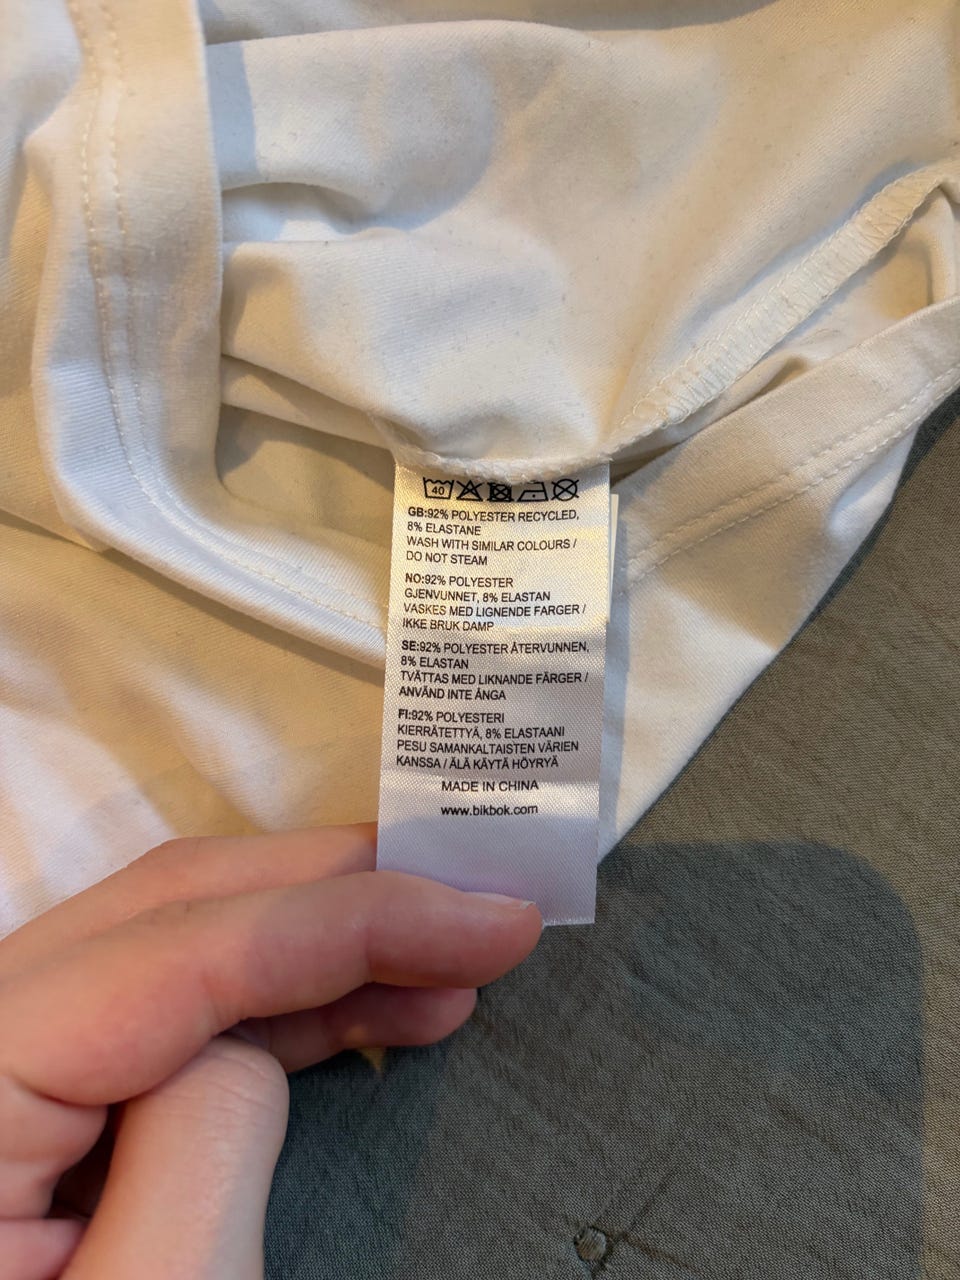 40
GB:92% POLYESTER RECYCLED,
8% ELASTANE
WASH WITH SIMILAR COLOURS /
DO NOT STEAM
NO:92% POLYESTER
GJENVUNNET, 8% ELASTAN
VASKES MED LIGNENDE FARGER /
IKKE BRUK DAMP
SE:92% POLYESTER ÅTERVUNNEN,
8% ELASTAN
TVÄTTAS MED LIKNANDE FÄRGER /
ANVÄND INTE ÅNGA
FI:92% POLYESTERI
KIERRÄTETTYÄ, 8% ELASTAANI
PESU SAMANKALTAISTEN VÄRIEN
KANSSA / ÄLÄ KÄYTÄ HÖYRYÄ
MADE IN CHINA
www.bikbok.com